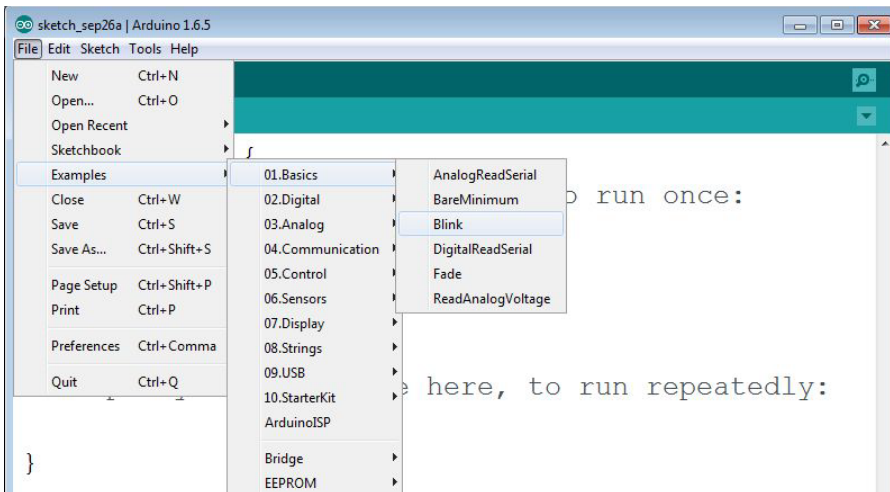 sketch_sep26a | Arduino 1.6.5
File Edit Sketch Tools Help
New Ctrl+N
Open... Ctrl+O
Open Recent
Sketchbook
Examples
Close Ctrl+W
Save Ctrl+S
Save As... Ctrl+Shift+S
Page Setup Ctrl+Shift+P
Print Ctrl+P
Preferences Ctrl+Comma
Quit Ctrl+Q
01.Basics
02.Digital
03.Analog
04.Communication
05.Control
06.Sensors
07.Display
08.Strings
09.USB
10.StarterKit
ArduinoISP
Bridge
EEPROM
AnalogReadSerial
BareMinimum
Blink
DigitalReadSerial
Fade
ReadAnalogVoltage
{
run once:
here, to run repeatedly:
}